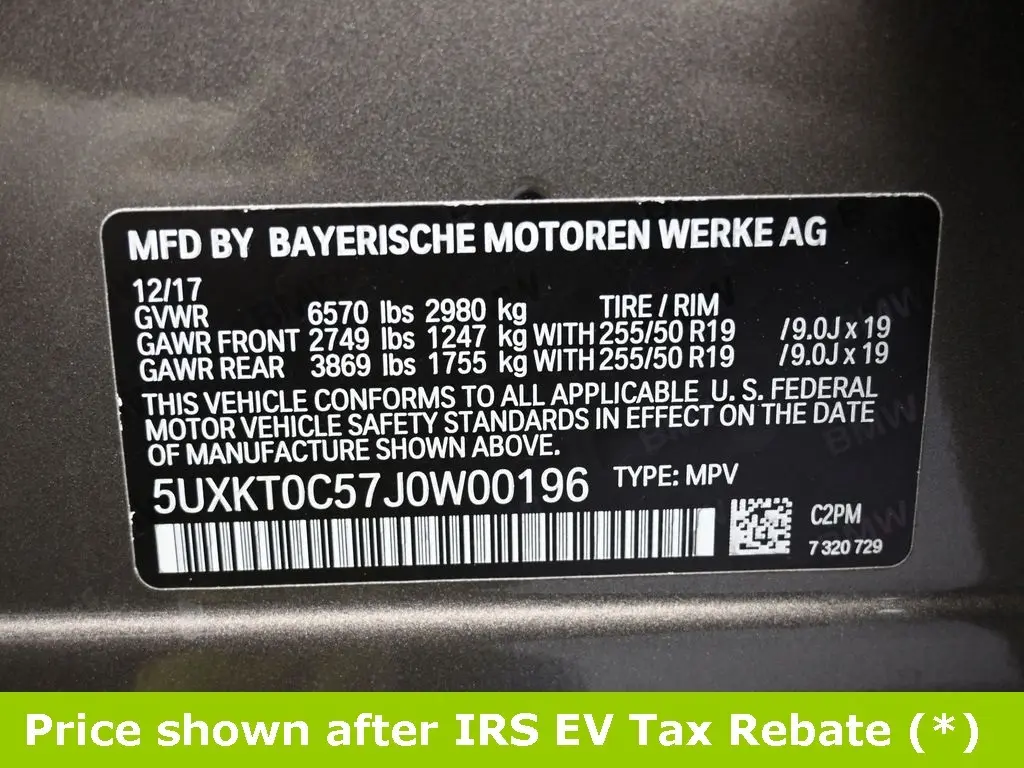 MFD BY BAYERISCHE MOTOREN WERKE AG
12/17
GVWR 6570 lbs 2980 kg TIRE / RIM
GAWR FRONT 2749 lbs 1247 kg WITH 255/50 R19 /9.0J x 19
GAWR REAR 3869 lbs 1755 kg WITH 255/50 R19 /9.0J x 19
THIS VEHICLE CONFORMS TO ALL APPLICABLE U. S. FEDERAL
MOTOR VEHICLE SAFETY STANDARDS IN EFFECT ON THE DATE
OF MANUFACTURE SHOWN ABOVE.
5UXKT0C57J0W00196 TYPE: MPV
C2PM
7 320 729
Price shown after IRS EV Tax Rebate (*)